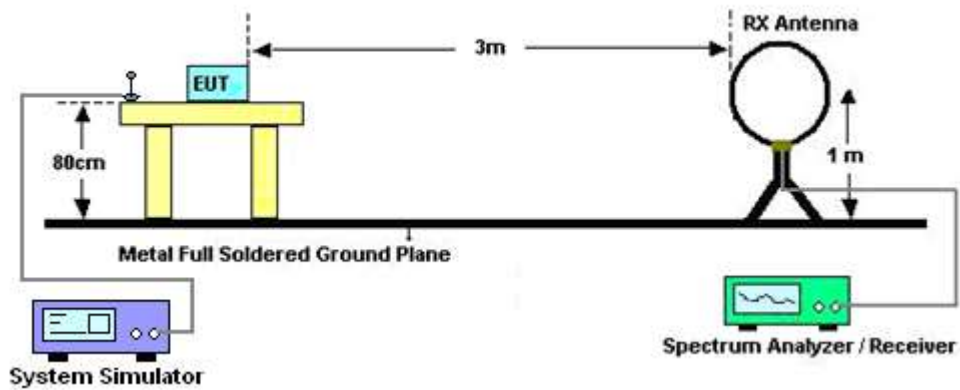 RX Antenna
3m
EUT
80cm
1 m
Metal Full Soldered Ground Plane
System Simulator
Spectrum Analyzer / Receiver